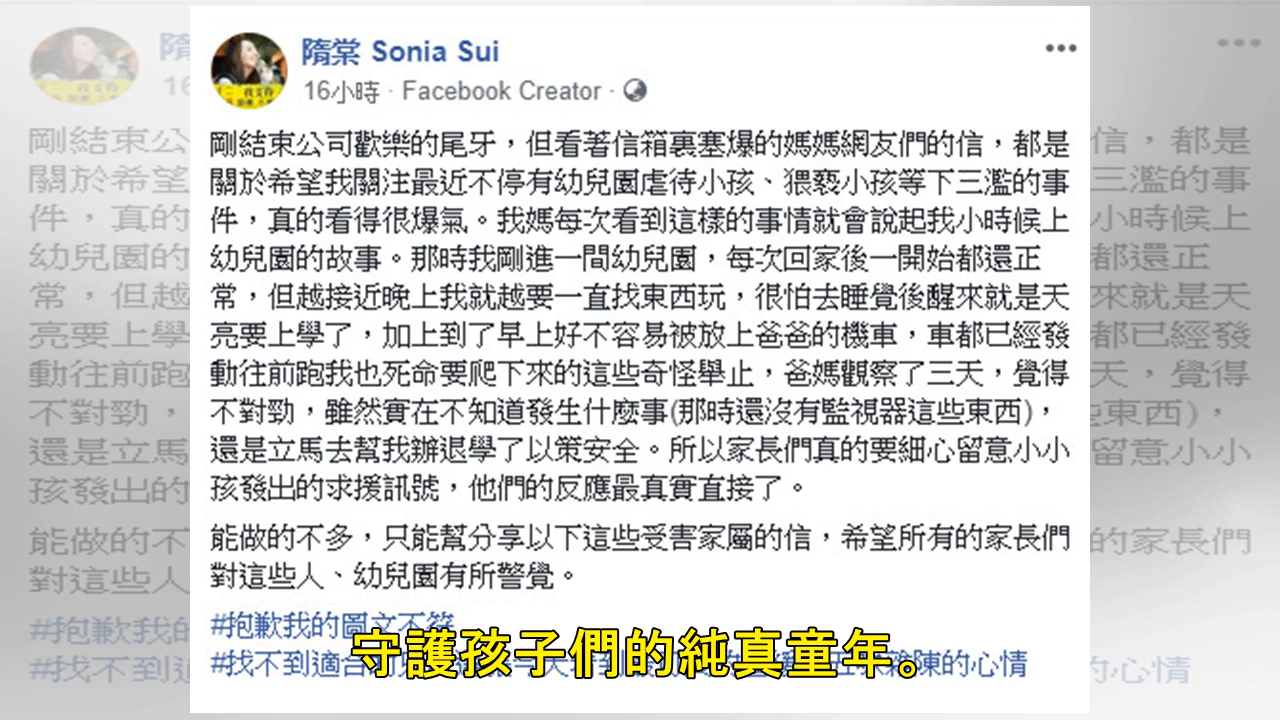 隋棠 Sonia Sui
16小時 · Facebook Creator ·
剛結束公司歡樂的尾牙，但看著信箱裏塞爆的媽媽網友們的信，都是
關於希望我關注最近不停有幼兒園虐待小孩、猥褻小孩等下三濫的事
件，真的看得很爆氣。我媽每次看到這樣的事情就會說起我小時候上
幼兒園的故事。那時我剛進一間幼兒園，每次回家後一開始都還正
常，但越接近晚上我就越要一直找東西玩，很怕去睡覺後醒來就是天
亮要上學了，加上到了早上好不容易被放上爸爸的機車，車都已經發
動往前跑我也死命要爬下來的這些奇怪舉止，爸媽觀察了三天，覺得
不對勁，雖然實在不知道發生什麼事(那時還沒有監視器這些東西)，
還是立馬去幫我辦退學了以策安全。所以家長們真的要細心留意小小
孩發出的求援訊號，他們的反應最真實直接了。
能做的不多，只能幫分享以下這些受害家屬的信，希望所有的家長們
對這些人、幼兒園有所警覺。
#抱歉我的圖文不符
#找不到適合
陳的心情
守護孩子們的純真童年。